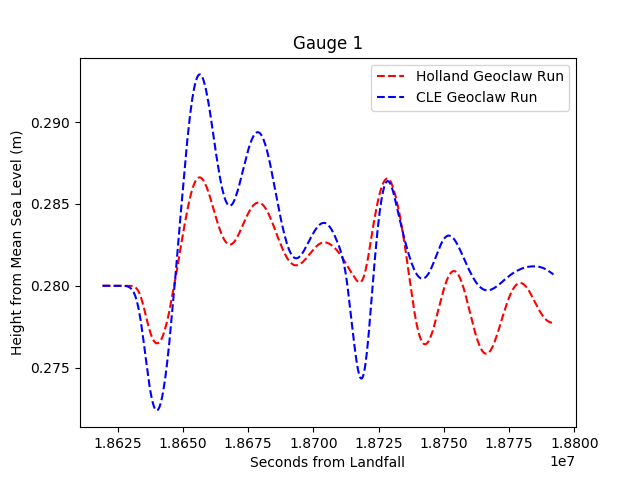 Gauge 1
Holland Geoclaw Run
CLE Geoclaw Run
Height from Mean Sea Level (m)
0.290
0.285
0.280
0.275
1.8625 1.8650 1.8675 1.8700 1.8725 1.8750 1.8775 1.8800
1e7
Seconds from Landfall